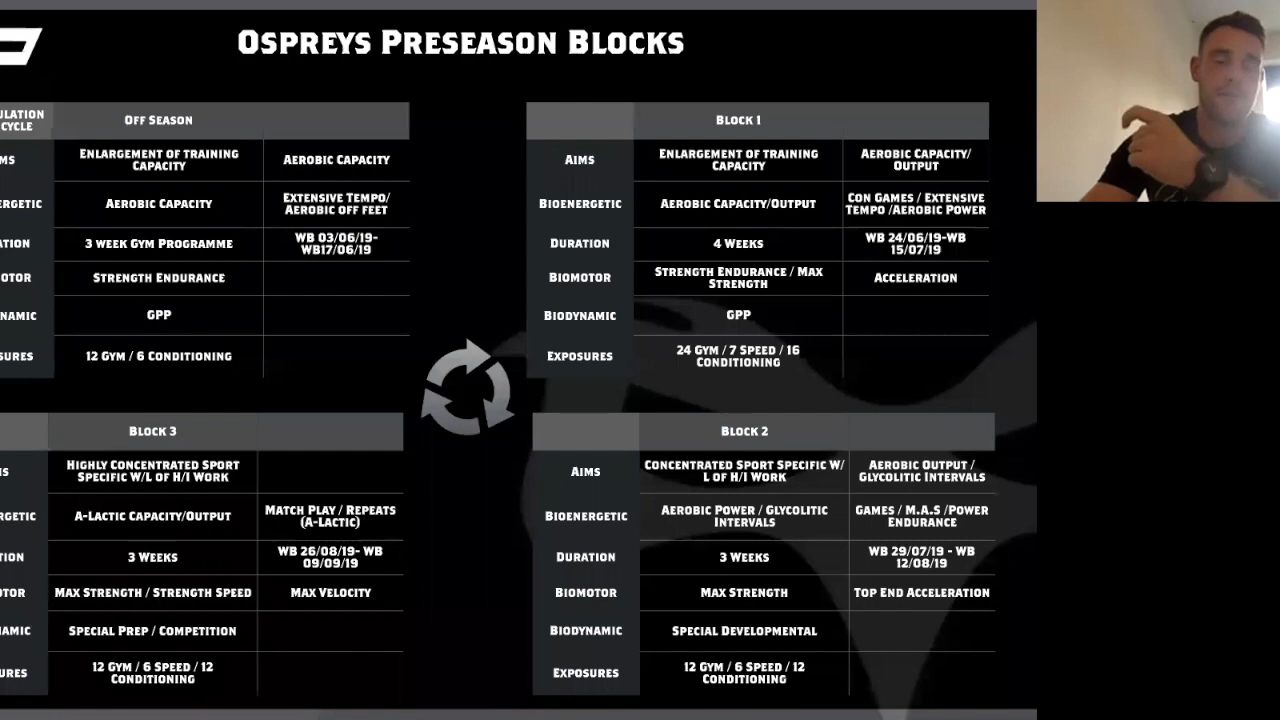 OSPREYS PRESEASON BLOCKS
ULATION
CYCLE
OFF SEASON
MS
ENLARGEMENT OF TRAINING
CAPACITY
AEROBIC CAPACITY
ERGETIC
AEROBIC CAPACITY
EXTENSIVE TEMPO/
AEROBIC OFF FEET
ATION
3 WEEK GYM PROGRAMME
WB 03/06/19-
WB17/06/19
OTOR
STRENGTH ENDURANCE
NAMIC
GPP
SURES
12 GYM / 6 CONDITIONING
BLOCK 1
AIMS
ENLARGEMENT OF TRAINING
CAPACITY
AEROBIC CAPACITY/
OUTPUT
BIOENERGETIC
AEROBIC CAPACITY/OUTPUT
CON GAMES / EXTENSIVE
TEMPO /AEROBIC POWER
DURATION
4 WEEKS
WB 24/06/19-WB
15/07/19
BIOMOTOR
STRENGTH ENDURANCE / MAX
STRENGTH
ACCELERATION
BIODYNAMIC
GPP
EXPOSURES
24 GYM / 7 SPEED / 16
CONDITIONING
BLOCK 3
S
HIGHLY CONCENTRATED SPORT
SPECIFIC W/L OF H/I WORK
RGETIC
A-LACTIC CAPACITY/OUTPUT
MATCH PLAY / REPEATS
(A-LACTIC)
TION
3 WEEKS
WB 26/08/19- WB
09/09/19
TOR
MAX STRENGTH / STRENGTH SPEED
MAX VELOCITY
AMIC
SPECIAL PREP / COMPETITION
URES
12 GYM / 6 SPEED / 12
CONDITIONING
BLOCK 2
AIMS
CONCENTRATED SPORT SPECIFIC W/
L OF H/I WORK
AEROBIC OUTPUT /
GLYCOLITIC INTERVALS
BIOENERGETIC
AEROBIC POWER / GLYCOLITIC
INTERVALS
GAMES / M.A.S /POWER
ENDURANCE
DURATION
3 WEEKS
WB 29/07/19 - WB
12/08/19
BIOMOTOR
MAX STRENGTH
TOP END ACCELERATION
BIODYNAMIC
SPECIAL DEVELOPMENTAL
EXPOSURES
12 GYM / 6 SPEED / 12
CONDITIONING